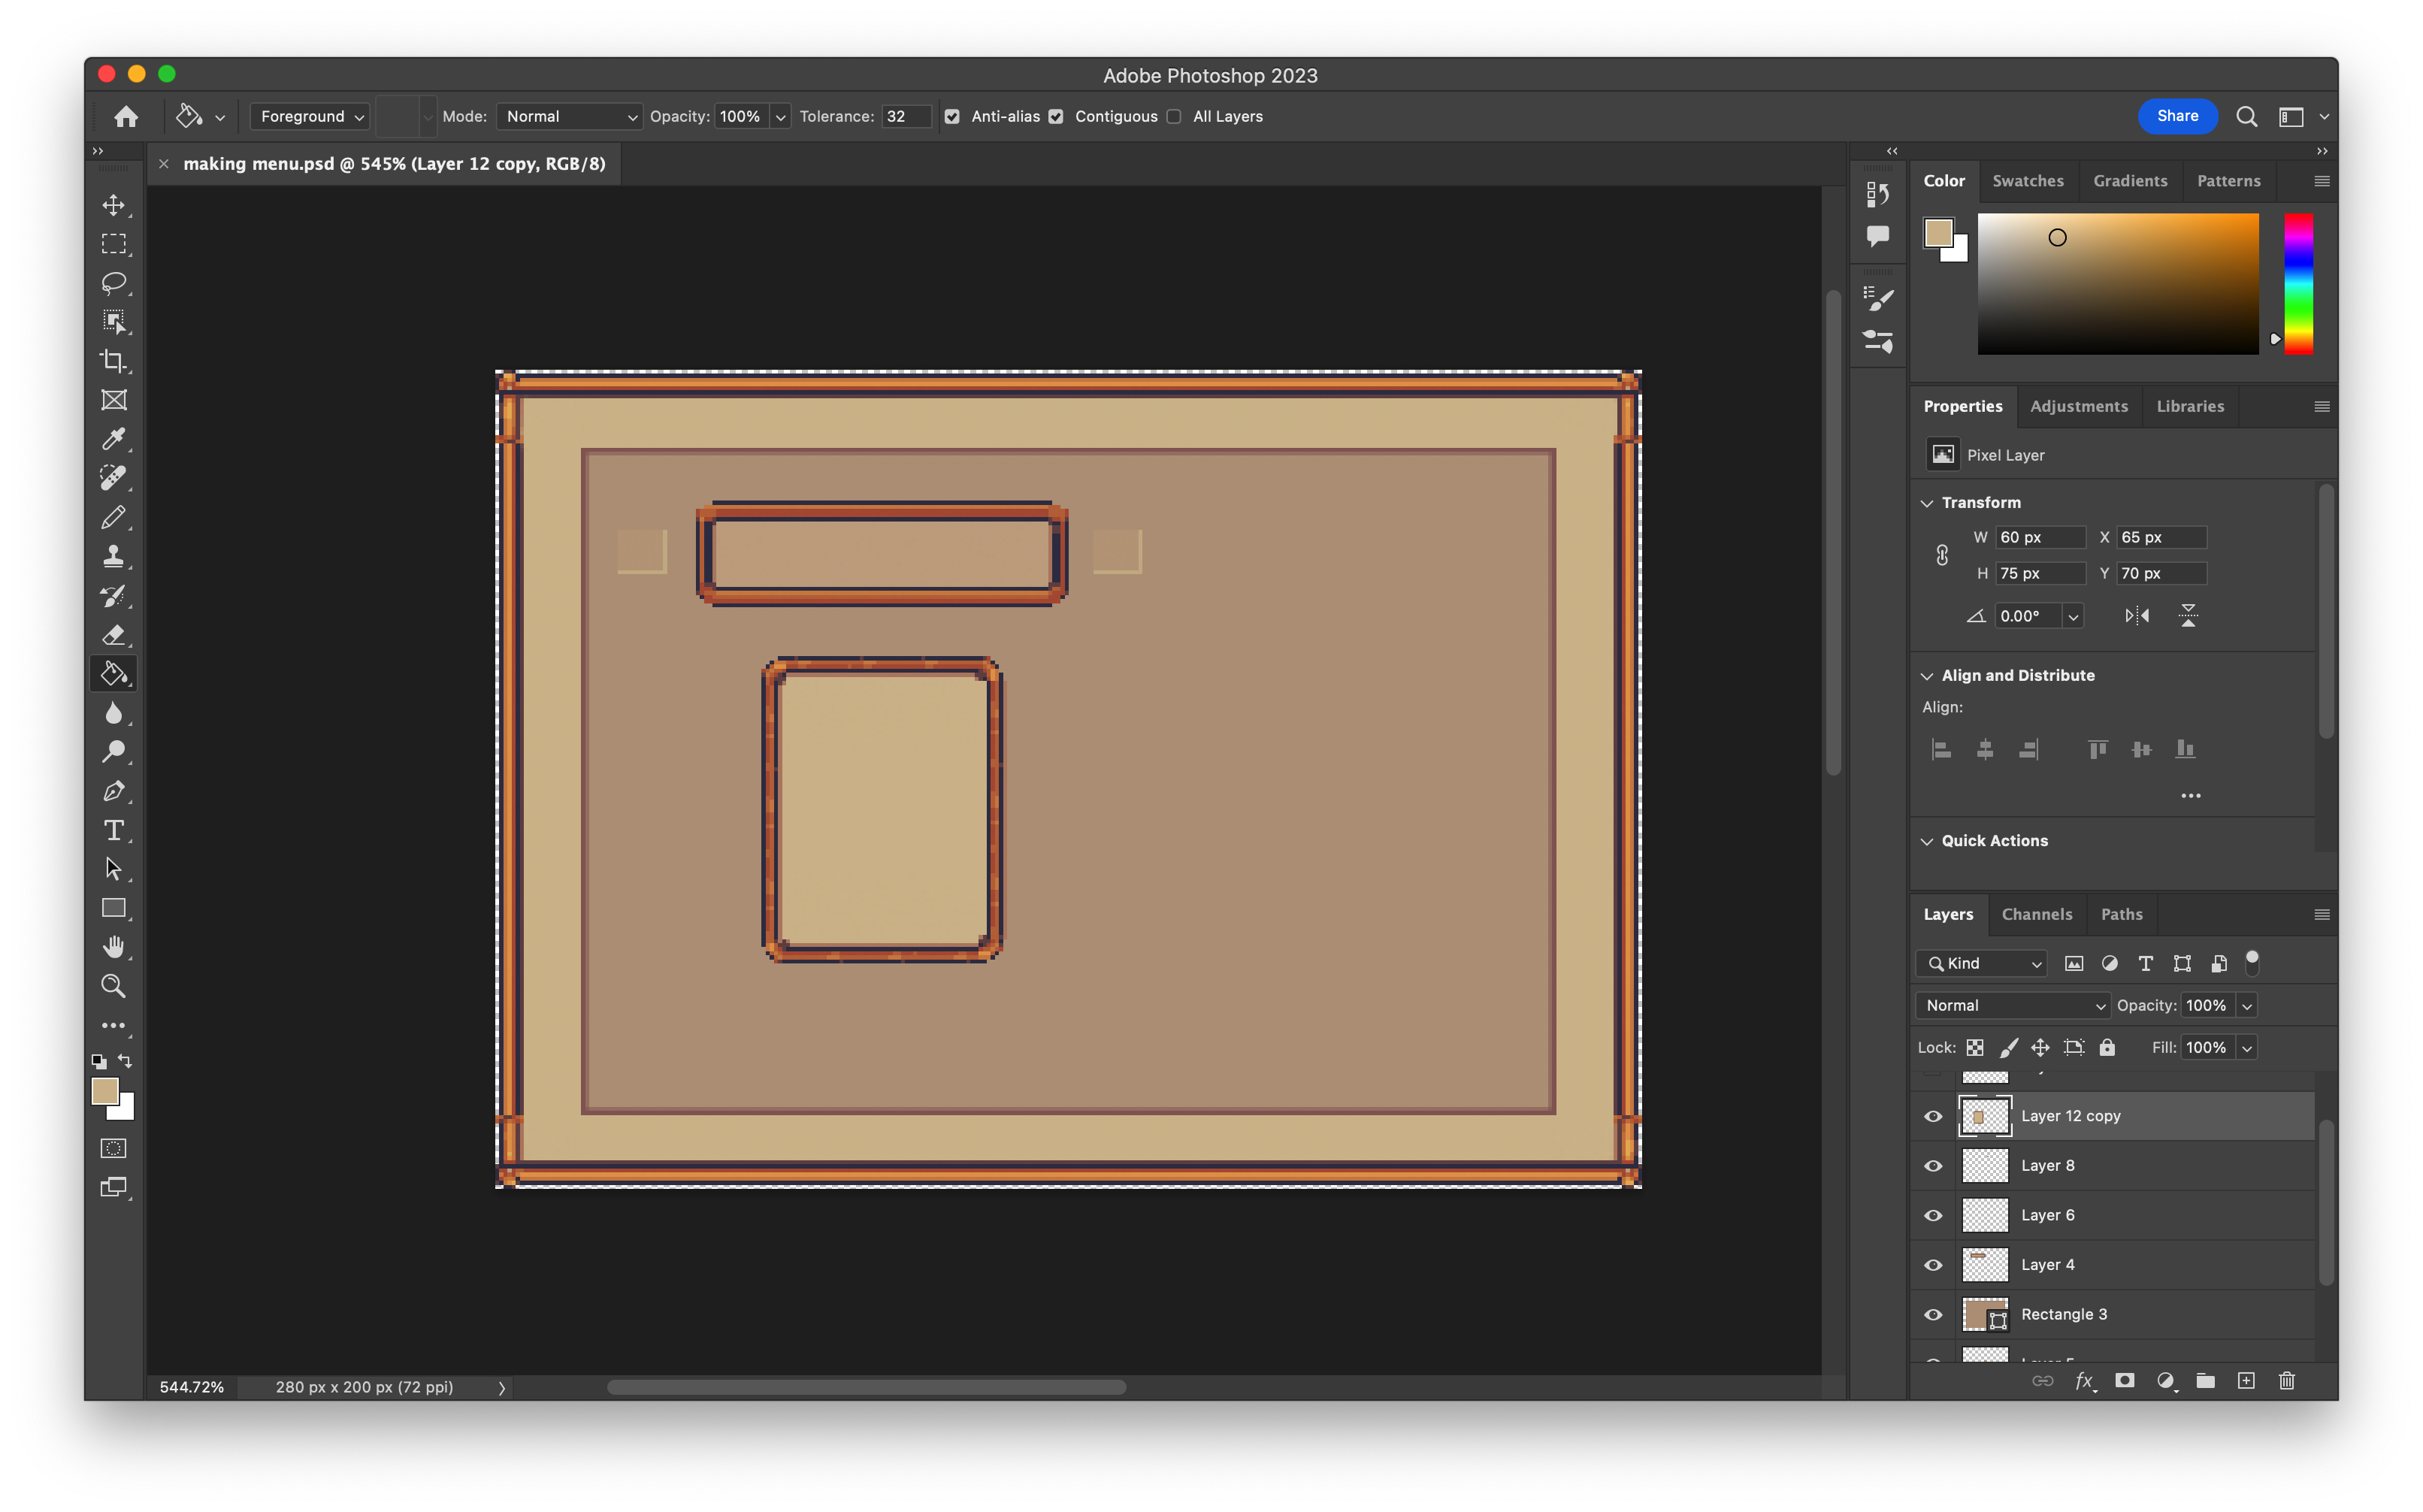 Adobe Photoshop 2023
Foreground Mode: Normal Opacity: 100% Tolerance: 32 Anti-alias Contiguous All Layers Share
making menu.psd @ 545% (Layer 12 copy, RGB/8)
Color Swatches Gradients Patterns
Properties Adjustments Libraries
Pixel Layer
Transform
W 60 px X 65 px
H 75 px Y 70 px
0.00°
Align and Distribute
Align:
Quick Actions
Layers Channels Paths
Kind
Normal Opacity: 100%
Lock: Fill: 100%
Layer 12 copy
Layer 8
Layer 6
Layer 4
Rectangle 3
fx
544.72% 280 px x 200 px (72 ppi)